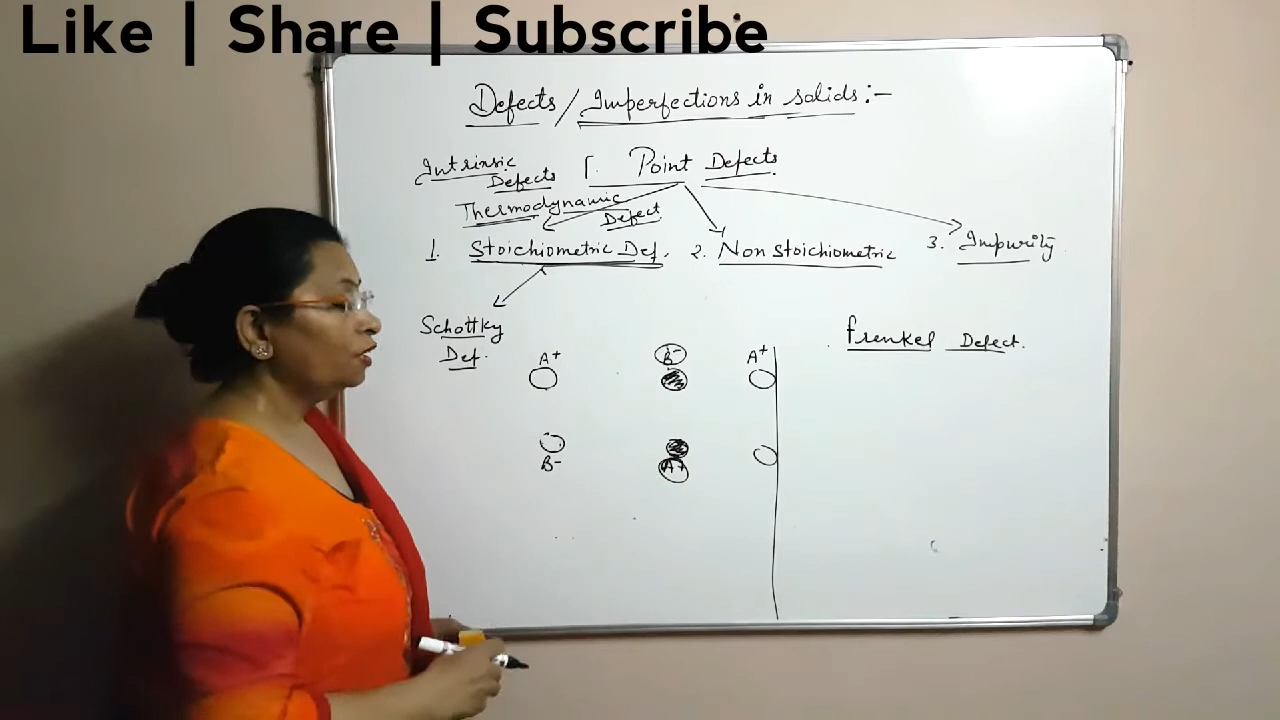 Like | Share | Subscribe
Defects / Imperfections in solids :-
Intrinsic Defects
1. Point Defects
Thermodynamic Defect
1. Stoichiometric Def.
2. Non stoichiometric
3. Impurity
Schottky Def.
A+ B- A+
B- A+
Frenkel Defect.